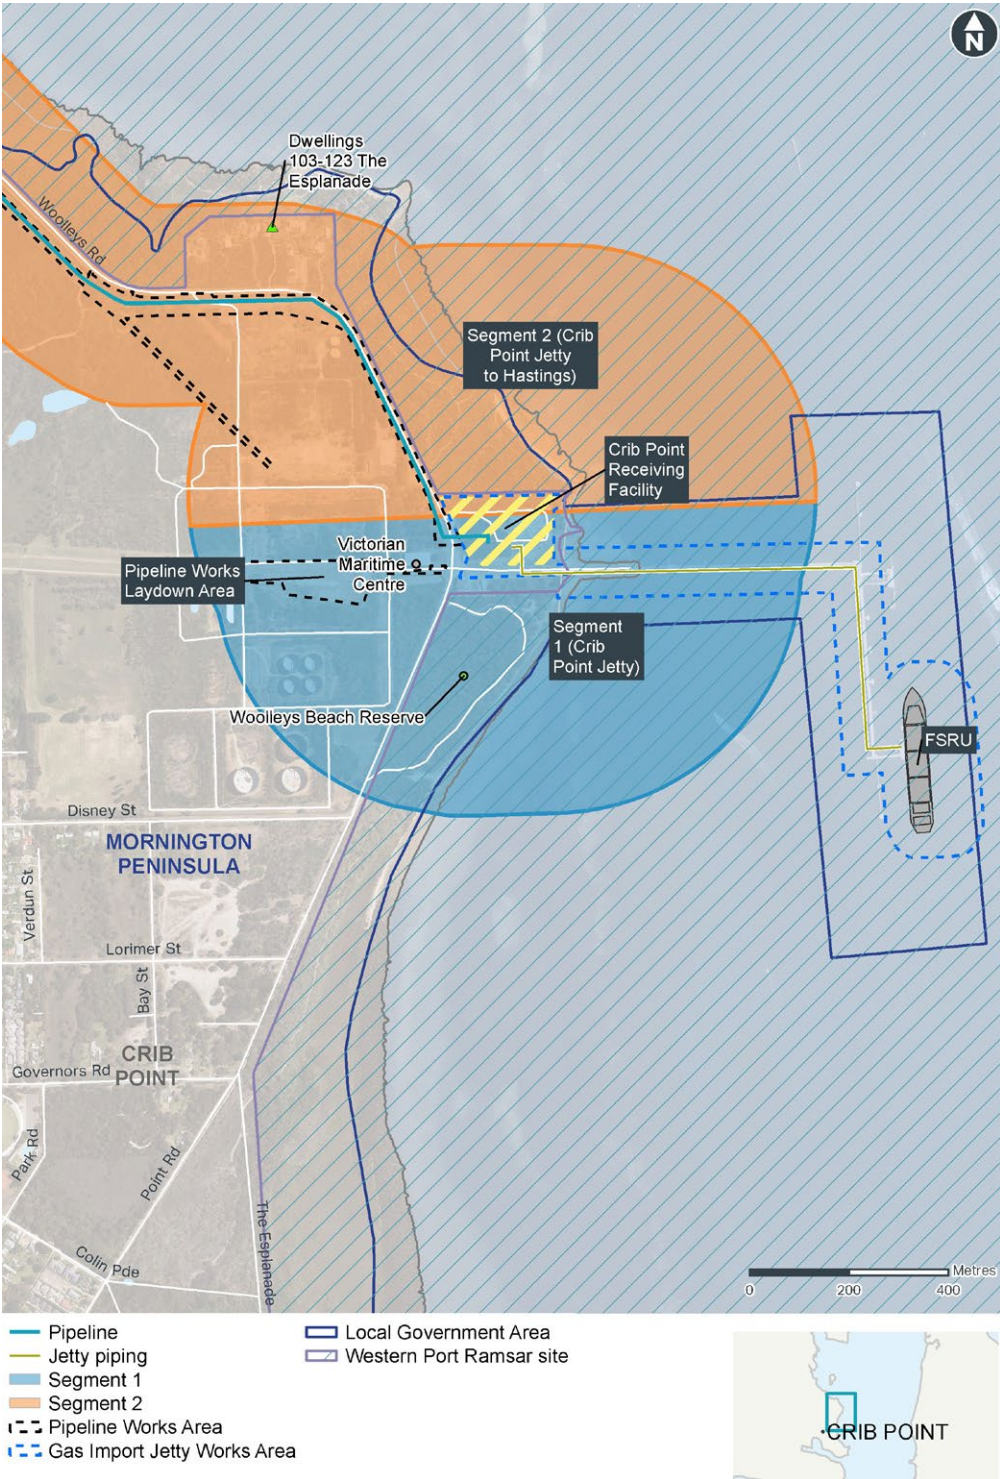 N
Dwellings
103-123 The
Esplanade
Woolleys Rd
Segment 2 (Crib
Point Jetty
to Hastings)
Crib Point
Receiving
Facility
Victorian
Maritime
Centre
Pipeline Works
Laydown Area
Segment
1 (Crib
Point Jetty)
Woolleys Beach Reserve
FSRU
Disney St
MORNINGTON
PENINSULA
Verdun St
Lorimer St
Bay St
CRIB
POINT
Governors Rd
Park Rd
Point Rd
The Esplanade
Colin Pde
Metres
0 200 400
Pipeline
Jetty piping
Segment 1
Segment 2
Pipeline Works Area
Gas Import Jetty Works Area
Local Government Area
Western Port Ramsar site
CRIB POINT